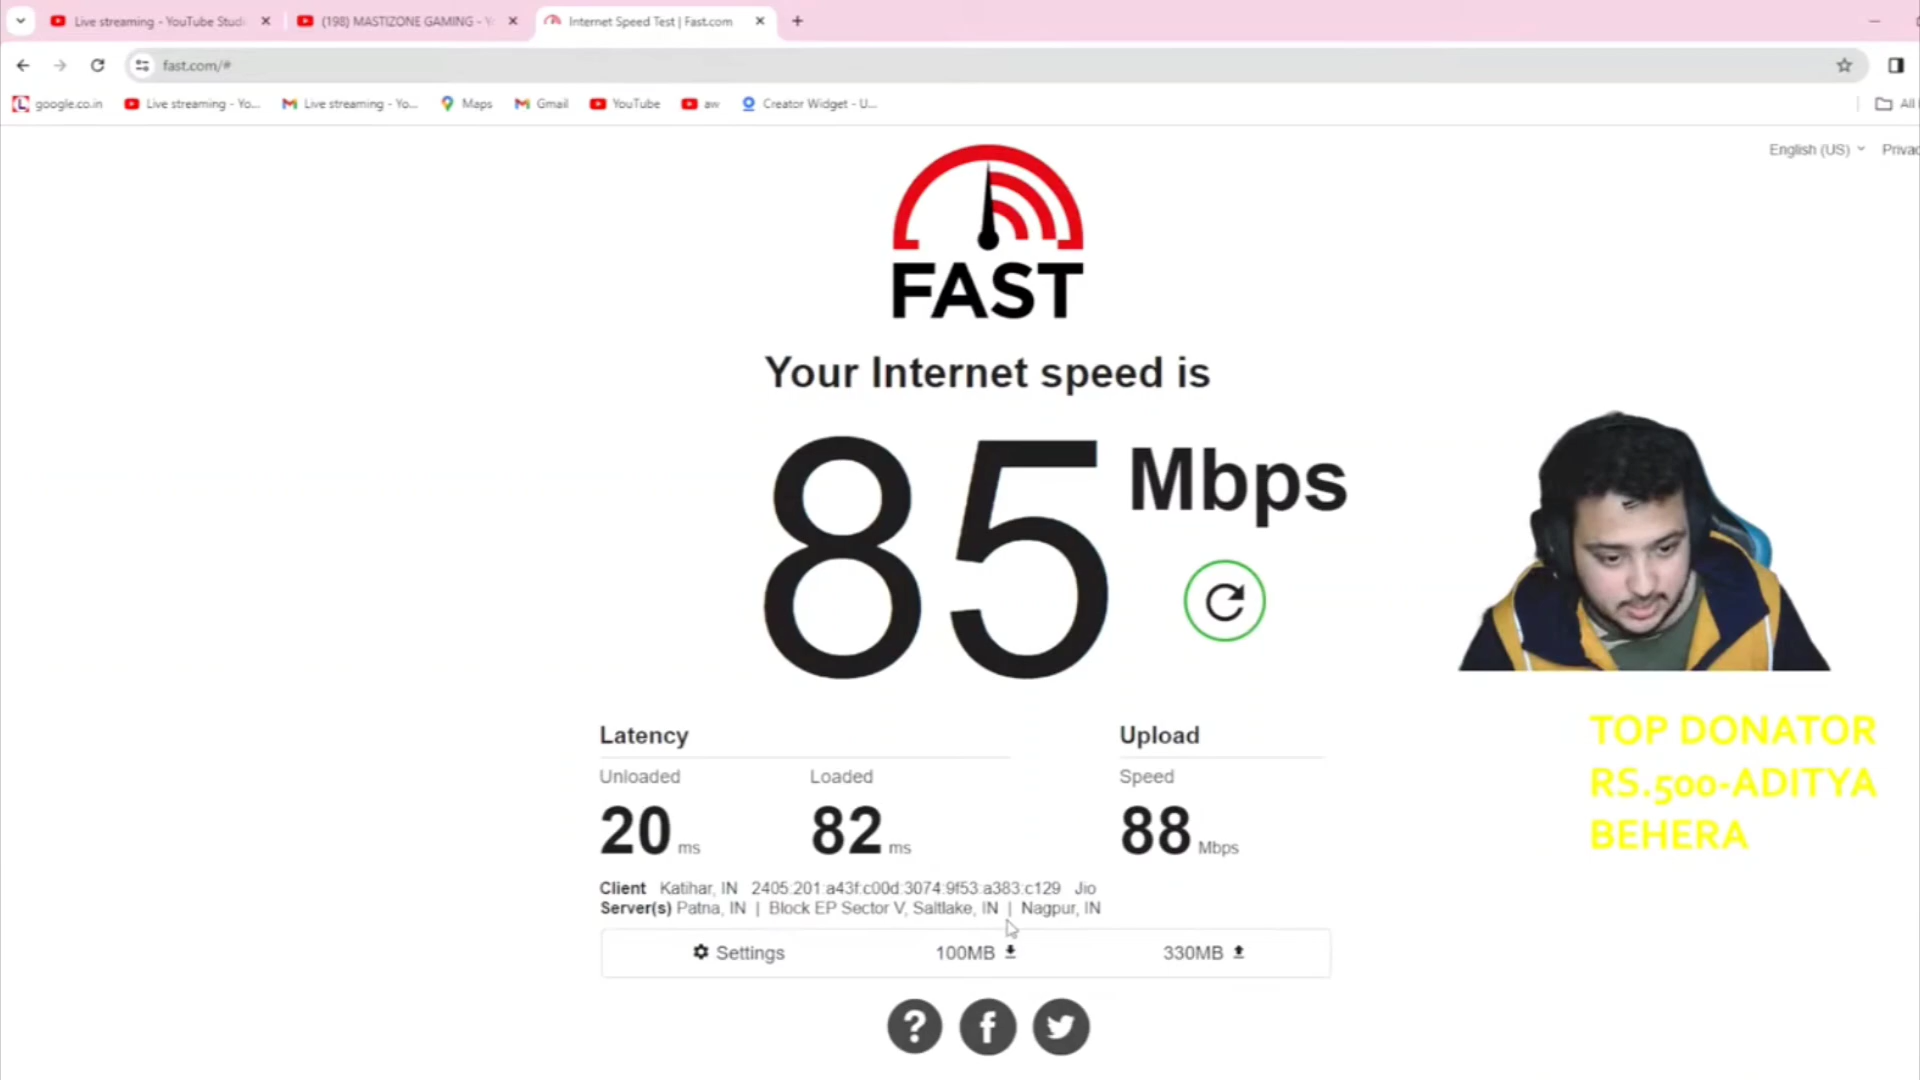 Live streaming - YouTube Studi
(198) MASTIZONE GAMING - Y
Internet Speed Test | Fast.com
fast.com/#
google.co.in
Live streaming - Yo...
Live streaming - Yo...
Maps
Gmail
YouTube
aw
Creator Widget - U...
All
English (US)
Privac
FAST
Your Internet speed is
85 Mbps
Latency
Upload
Unloaded
Loaded
Speed
20 ms
82 ms
88 Mbps
Client Katihar, IN 2405:201:a43f:c00d:3074:9f53:a383:c129 Jio
Server(s) Patna, IN | Block EP Sector V, Saltlake, IN | Nagpur, IN
Settings
100MB
330MB
?
TOP DONATOR
RS.500-ADITYA
BEHERA